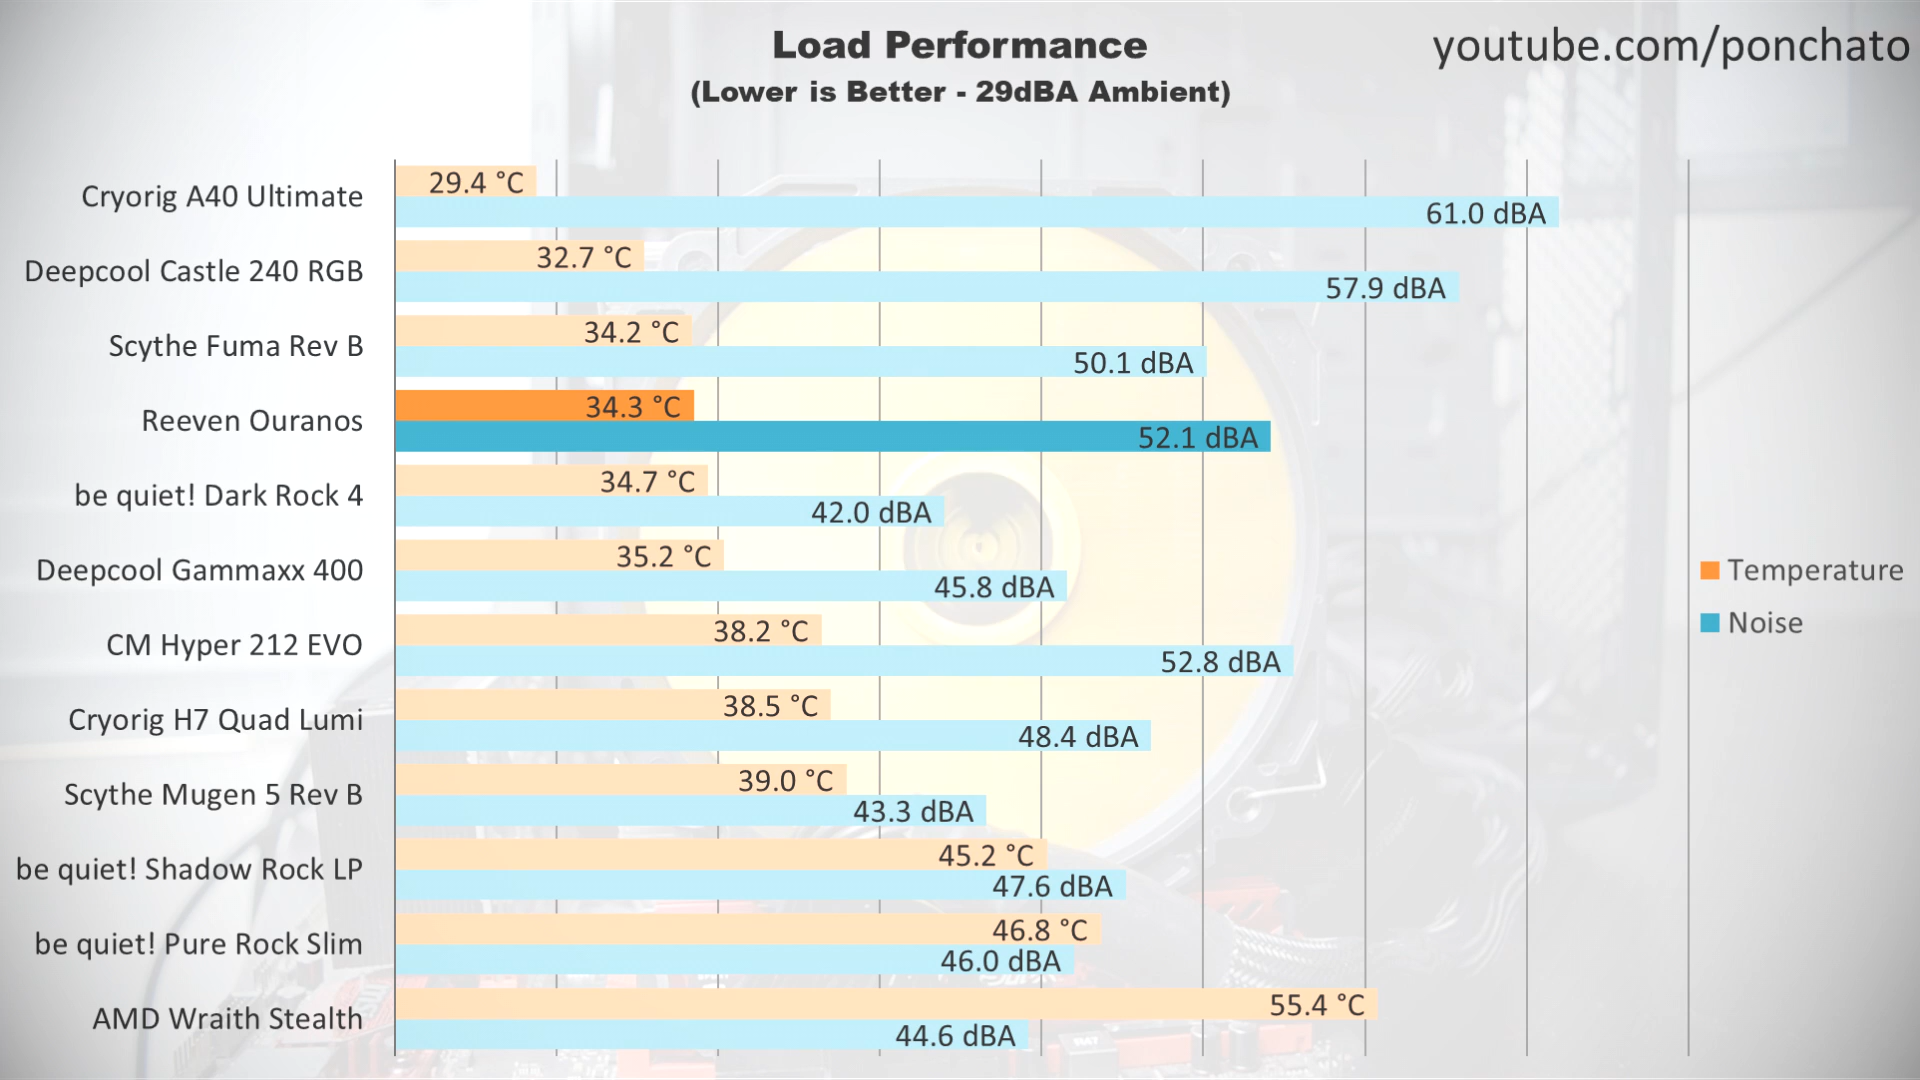 Load Performance
(Lower is Better - 29dBA Ambient)
youtube.com/ponchato
Cryorig A40 Ultimate
29.4 °C
61.0 dBA
Deepcool Castle 240 RGB
32.7 °C
57.9 dBA
Scythe Fuma Rev B
34.2 °C
50.1 dBA
Reeven Ouranos
34.3 °C
52.1 dBA
be quiet! Dark Rock 4
34.7 °C
42.0 dBA
Deepcool Gammaxx 400
35.2 °C
45.8 dBA
CM Hyper 212 EVO
38.2 °C
52.8 dBA
Cryorig H7 Quad Lumi
38.5 °C
48.4 dBA
Scythe Mugen 5 Rev B
39.0 °C
43.3 dBA
be quiet! Shadow Rock LP
45.2 °C
47.6 dBA
be quiet! Pure Rock Slim
46.8 °C
46.0 dBA
AMD Wraith Stealth
55.4 °C
44.6 dBA
Temperature
Noise